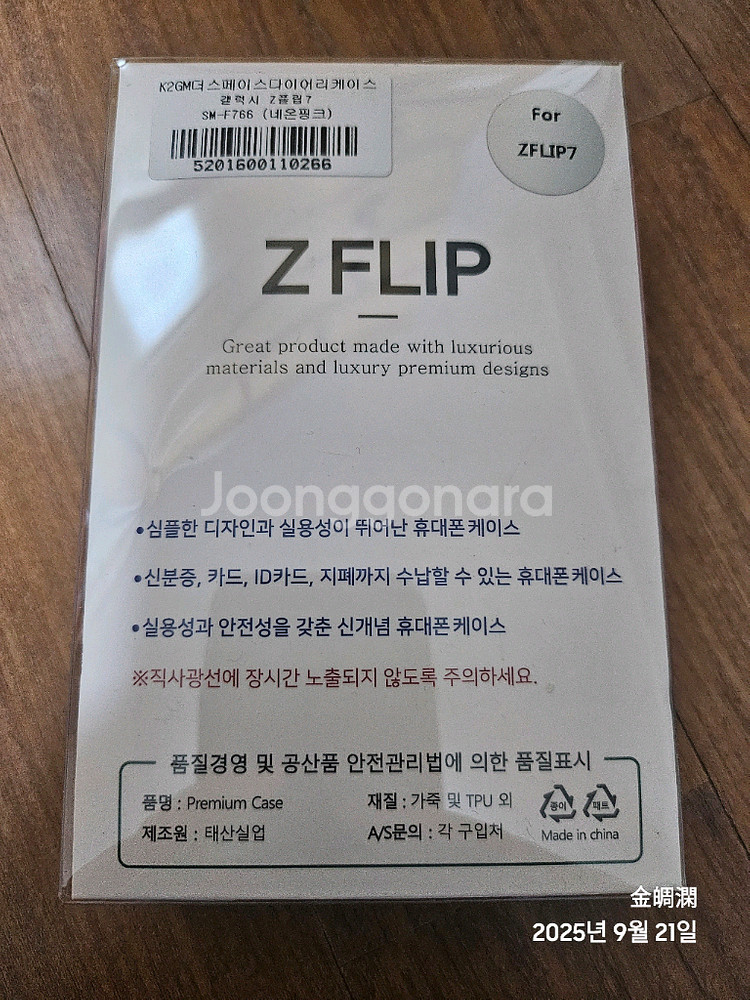 K2GM더스페이스다이어리케이스
갤럭시 Z플립7
SM-F766 (네온핑크)
5201600110266
For
ZFLIP7
Z FLIP
Great product made with luxurious
materials and luxury premium designs
Joonggonara
•심플한 디자인과 실용성이 뛰어난 휴대폰케이스
•신분증, 카드, ID카드, 지폐까지 수납할 수 있는 휴대폰케이스
•실용성과 안전성을 갖춘 신개념 휴대폰케이스
※직사광선에 장시간 노출되지 않도록 주의하세요.
품질경영 및 공산품 안전관리법에 의한 품질표시
품명 : Premium Case
재질 : 가죽 및 TPU 외
종이
페트
제조원 : 태산실업
A/S문의 : 각 구입처
Made in china
金皗澖
2025년 9월 21일